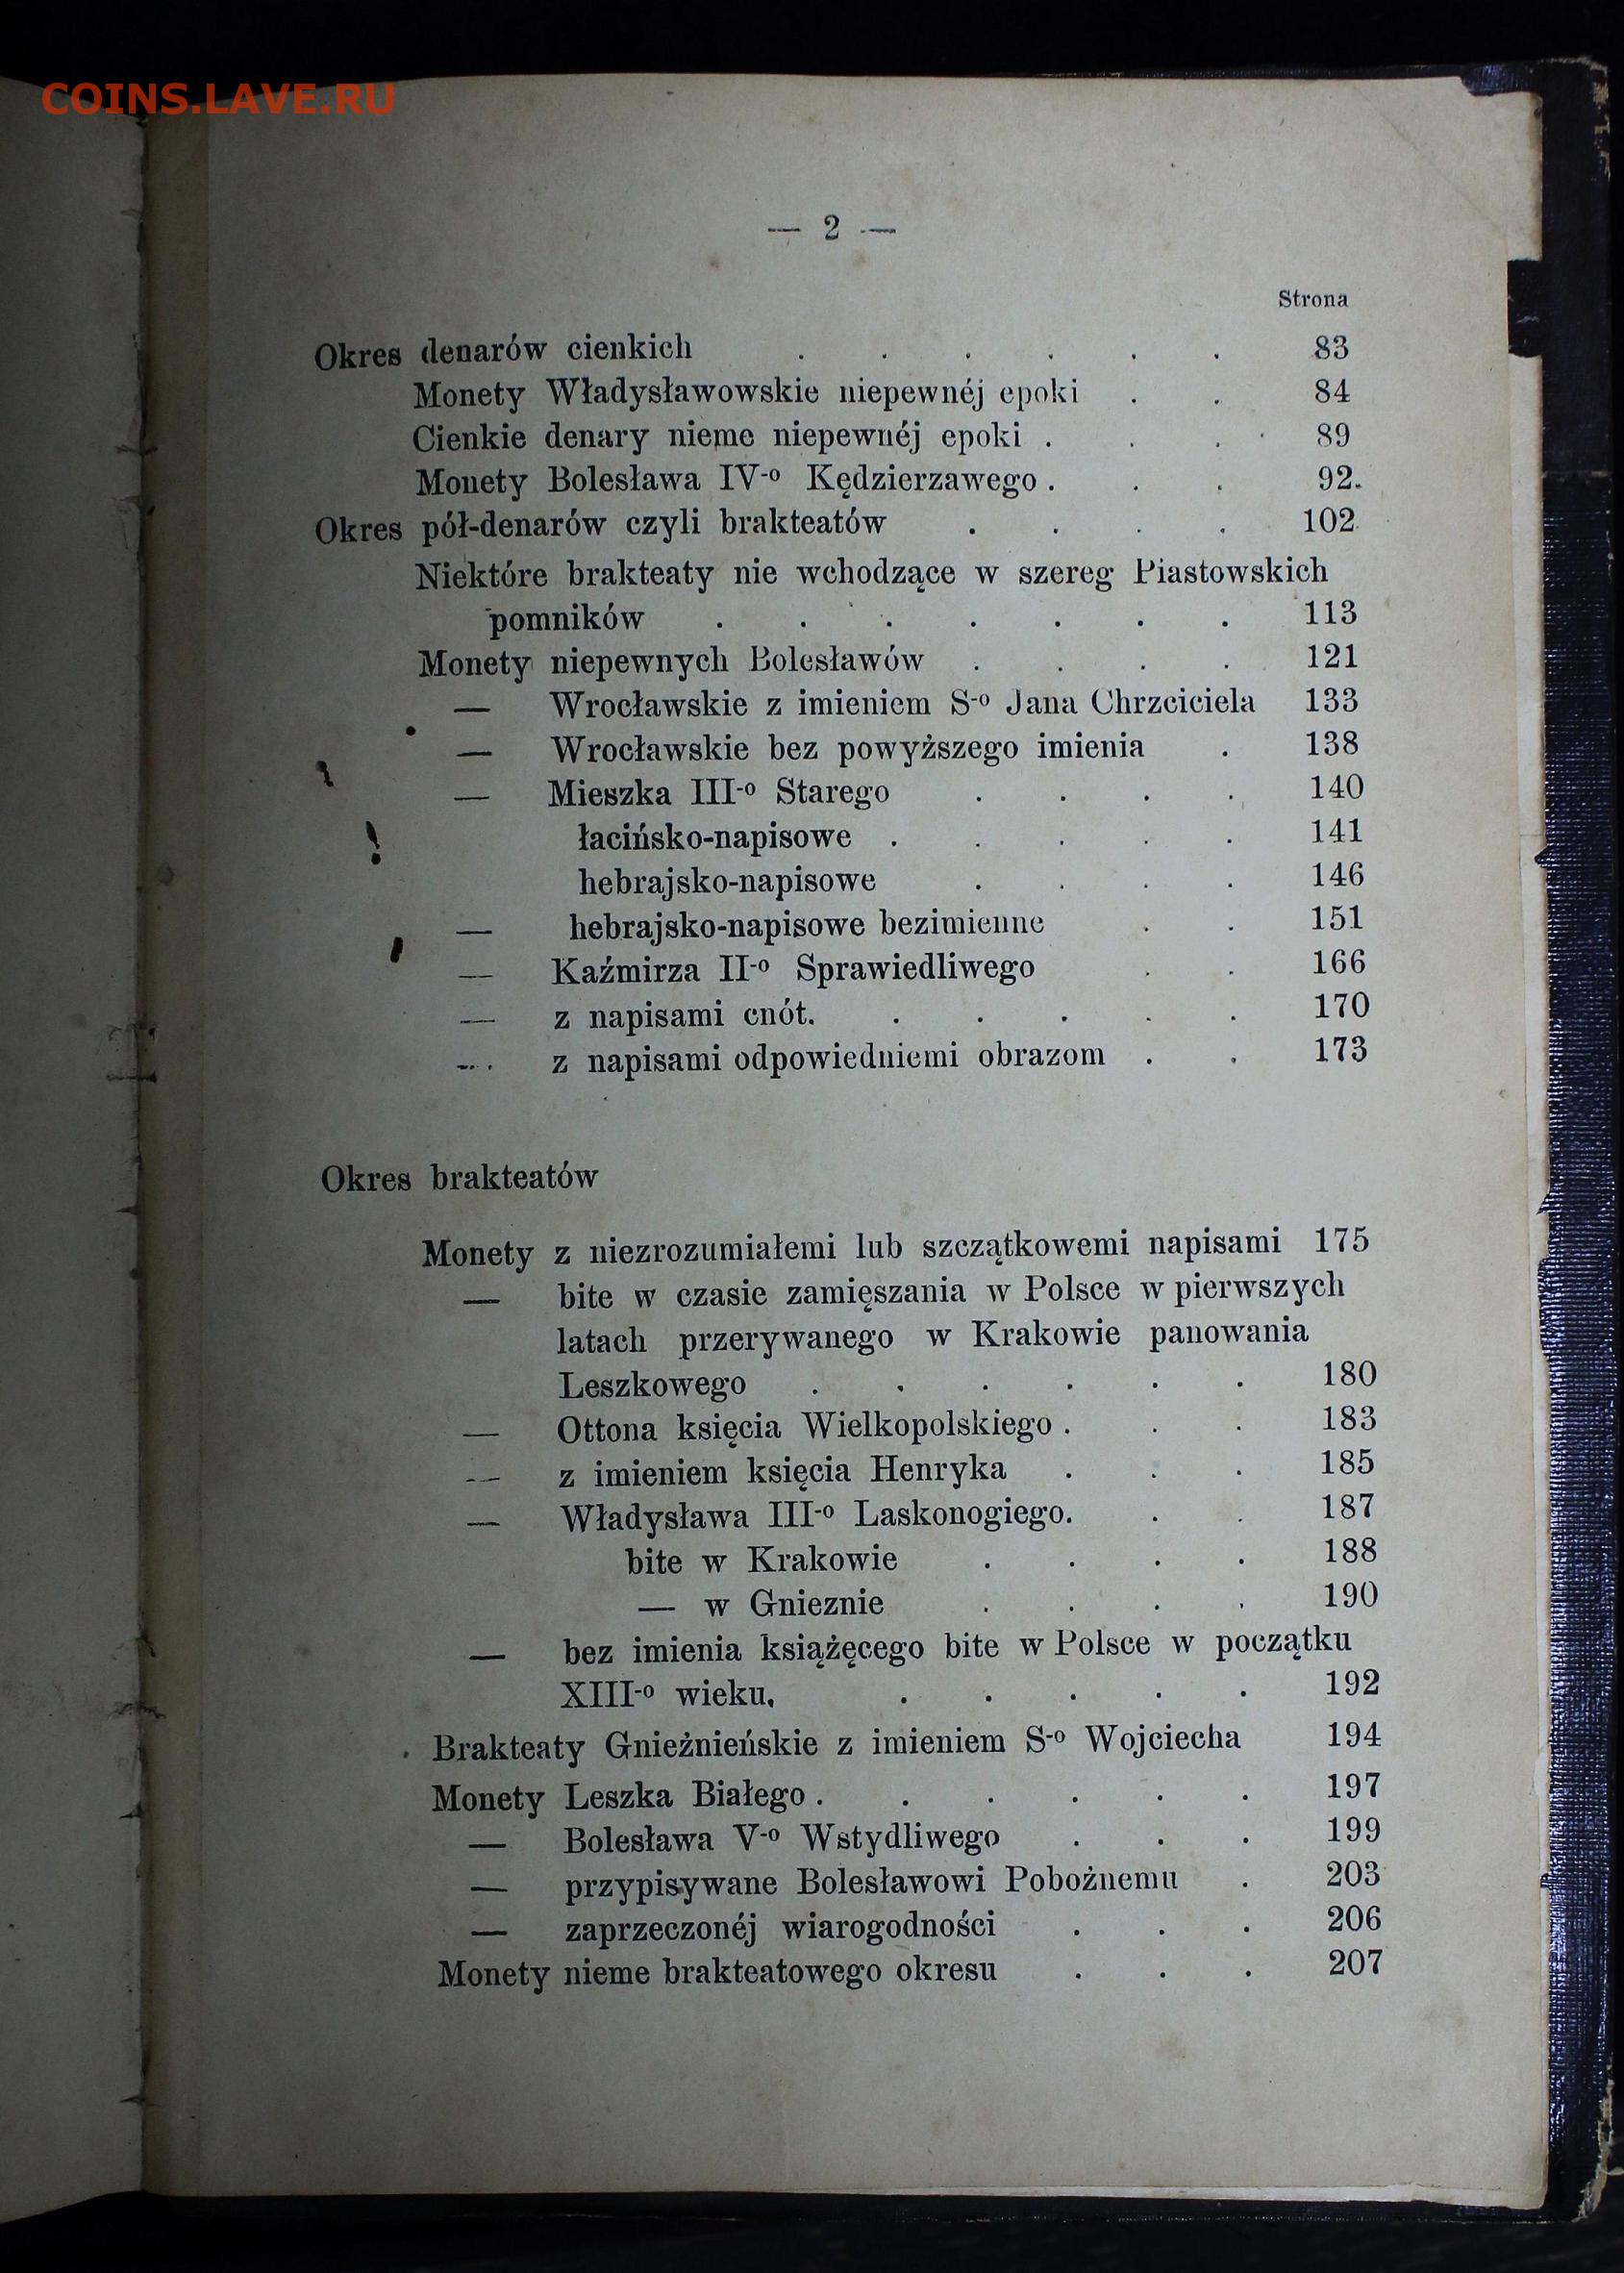 COINS.LAVE.RU
— 2 —
Strona
Okres denarów cienkich . . . . . . 83
Monety Władysławowskie niepewnéj epoki . . 84
Cienkie denary nieme niepewnéj epoki . . . . 89
Monety Bolesława IV-o Kędzierzawego . . . 92.
Okres pół-denarów czyli brakteatów . . . . 102
Niektóre brakteaty nie wchodzące w szereg Piastowskich
pomników . . . . . . . 113
Monety niepewnych Bolesławów . . . . 121
— Wrocławskie z imieniem S-o Jana Chrzciciela 133
— Wrocławskie bez powyższego imienia . 138
— Mieszka III-o Starego . . . . 140
łacińsko-napisowe . . . . . 141
hebrajsko-napisowe . . . . 146
— hebrajsko-napisowe bezimienne . . 151
— Kaźmirza II-o Sprawiedliwego . . 166
— z napisami cnót. . . . . . 170
— z napisami odpowiedniemi obrazom . . 173
Okres brakteatów
Monety z niezrozumiałemi lub szczątkowemi napisami 175
— bite w czasie zamięszania w Polsce w pierwszych
latach przerywanego w Krakowie panowania
Leszkowego . . . . . . 180
— Ottona księcia Wielkopolskiego . . . 183
— z imieniem księcia Henryka . . . 185
— Władysława III-o Laskonogiego. . . 187
bite w Krakowie . . . . 188
— w Gnieznie . . . . 190
— bez imienia książęcego bite w Polsce w początku
XIII-o wieku. . . . . . 192
Brakteaty Gnieżnieńskie z imieniem S-o Wojciecha 194
Monety Leszka Białego . . . . . . 197
— Bolesława V-o Wstydliwego . . . 199
— przypisywane Bolesławowi Pobożnemu . 203
— zaprzeczonéj wiarogodności . . . 206
Monety nieme brakteatowego okresu . . . 207